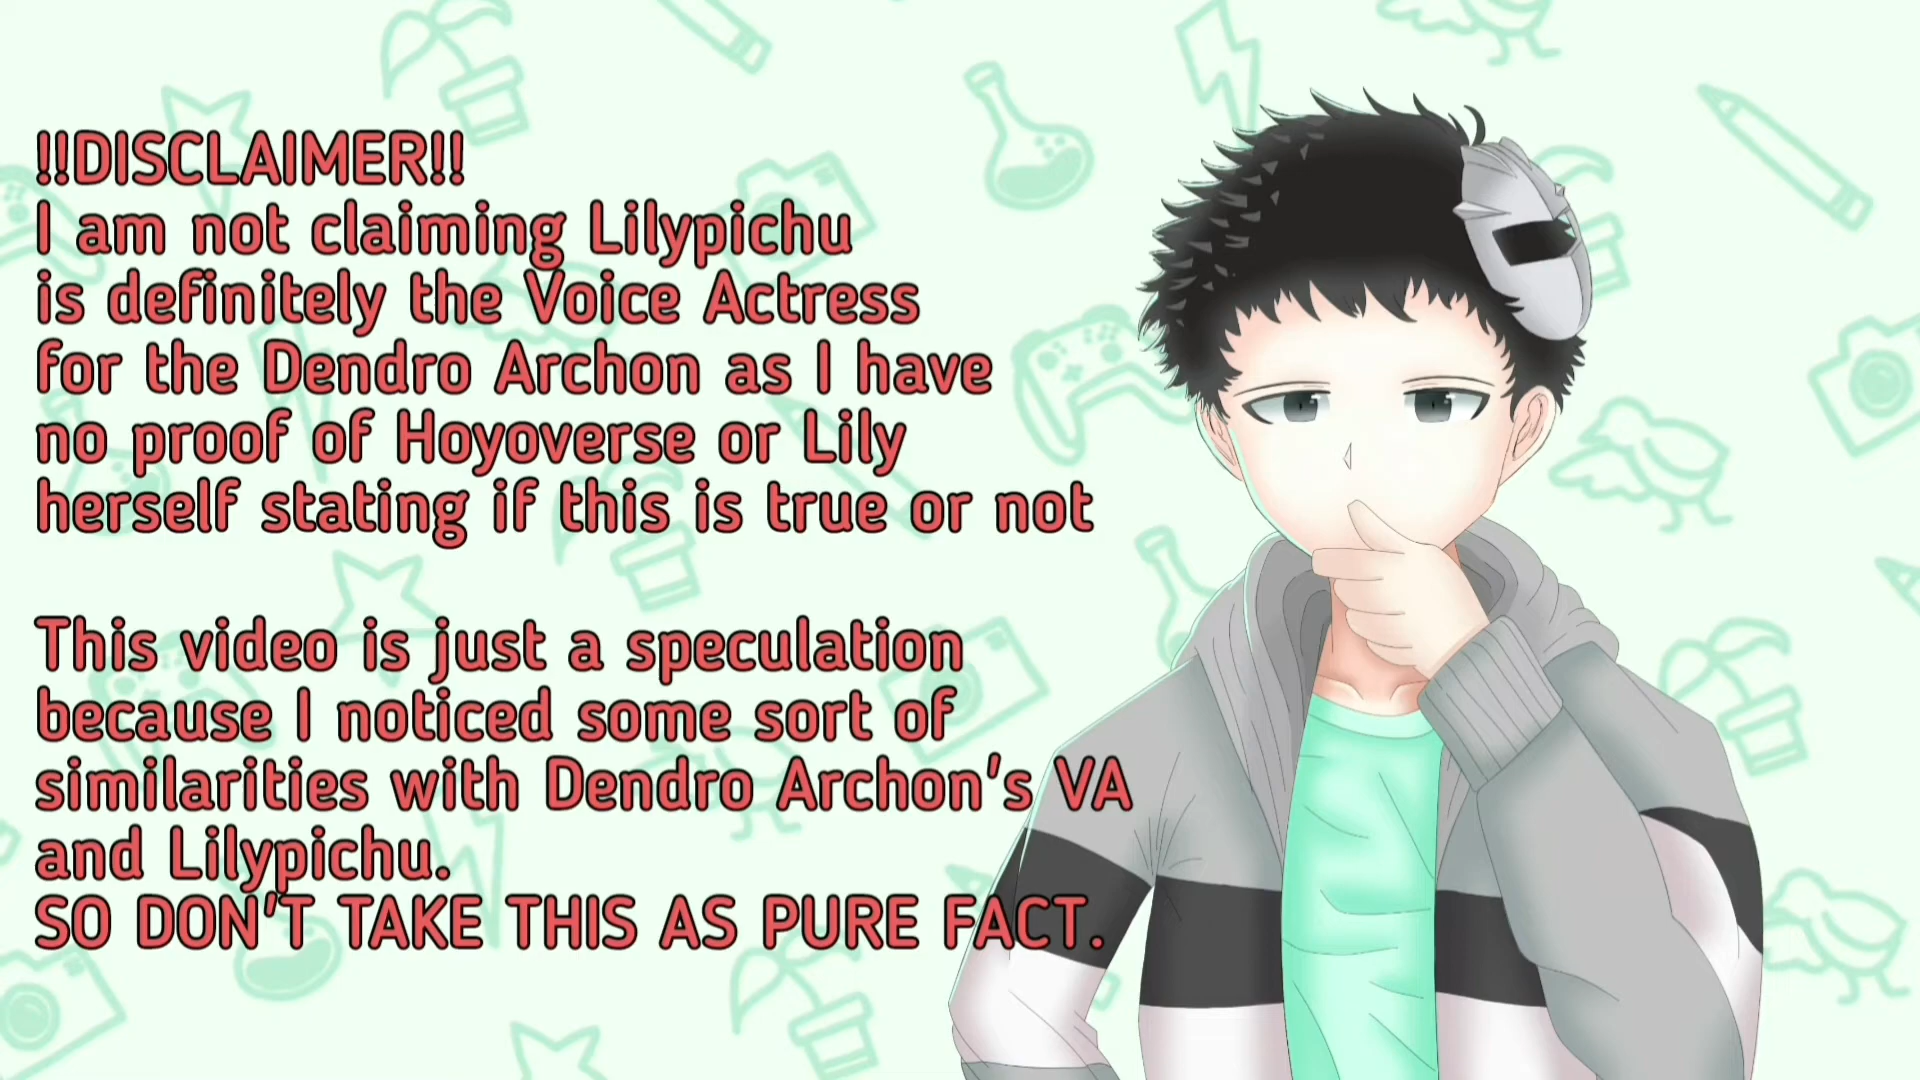 !!DISCLAIMER!!
I am not claiming Lilypichu
is definitely the Voice Actress
for the Dendro Archon as I have
no proof of Hoyoverse or Lily
herself stating if this is true or not
This video is just a speculation
because I noticed some sort of
similarities with Dendro Archon's VA
and Lilypichu.
SO DON'T TAKE THIS AS PURE FACT.